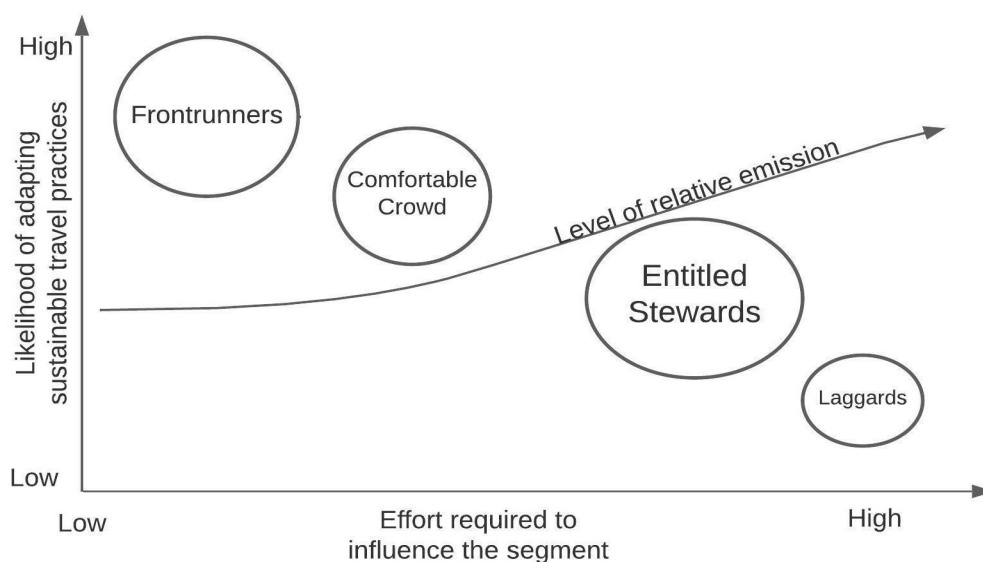 High
Frontrunners
Comfortable
Crowd
Likelihood of adapting
sustainable travel practices
Level of relative emission
Entitled
Stewards
Laggards
Low
Low
Effort required to
influence the segment
High